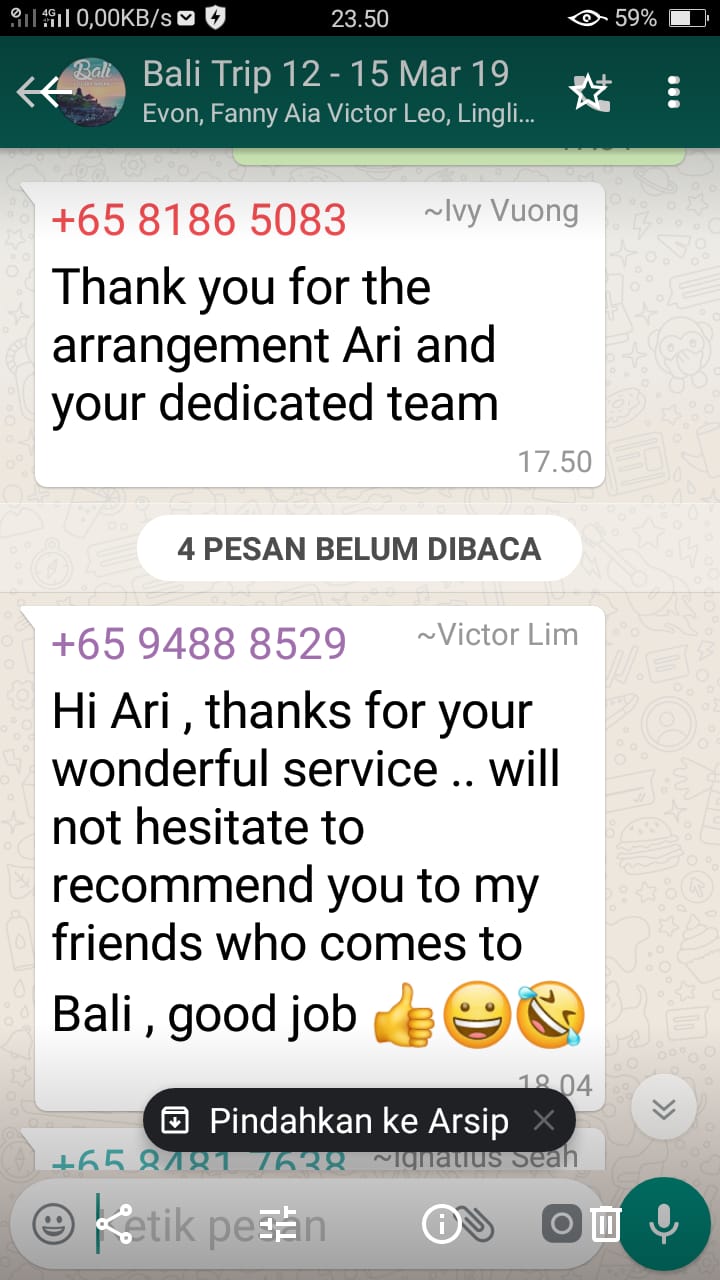 4G 0,00KB/s 23.50 59%
Bali Trip 12 - 15 Mar 19
Evon, Fanny Aia Victor Leo, Lingli...
+65 8186 5083 ~Ivy Vuong
Thank you for the
arrangement Ari and
your dedicated team
17.50
4 PESAN BELUM DIBACA
+65 9488 8529 ~Victor Lim
Hi Ari , thanks for your
wonderful service .. will
not hesitate to
recommend you to my
friends who comes to
Bali , good job 👍😀🤣
18.04
Pindahkan ke Arsip
+65 8481 7638 ~Ignatius Seah
Ketik pesan